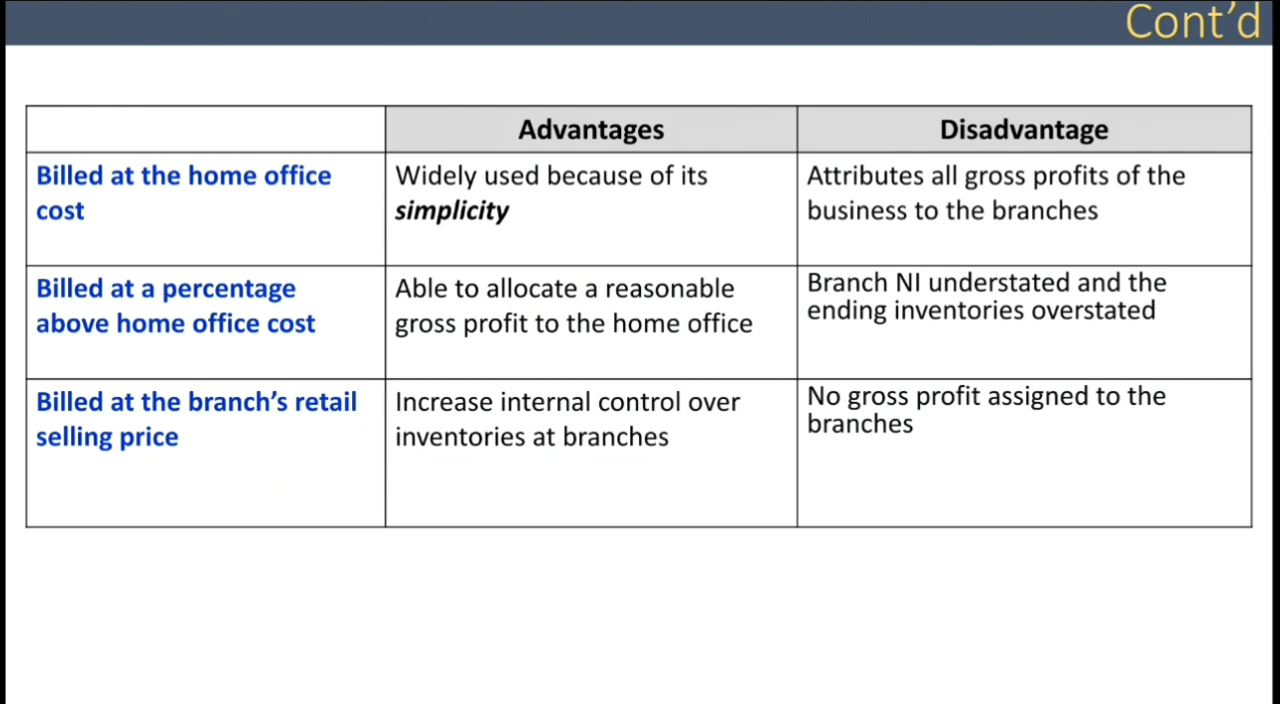 Cont’d
Advantages
Disadvantage
Billed at the home office
cost
Widely used because of its
simplicity
Attributes all gross profits of the
business to the branches
Billed at a percentage
above home office cost
Able to allocate a reasonable
gross profit to the home office
Branch NI understated and the
ending inventories overstated
Billed at the branch’s retail
selling price
Increase internal control over
inventories at branches
No gross profit assigned to the
branches